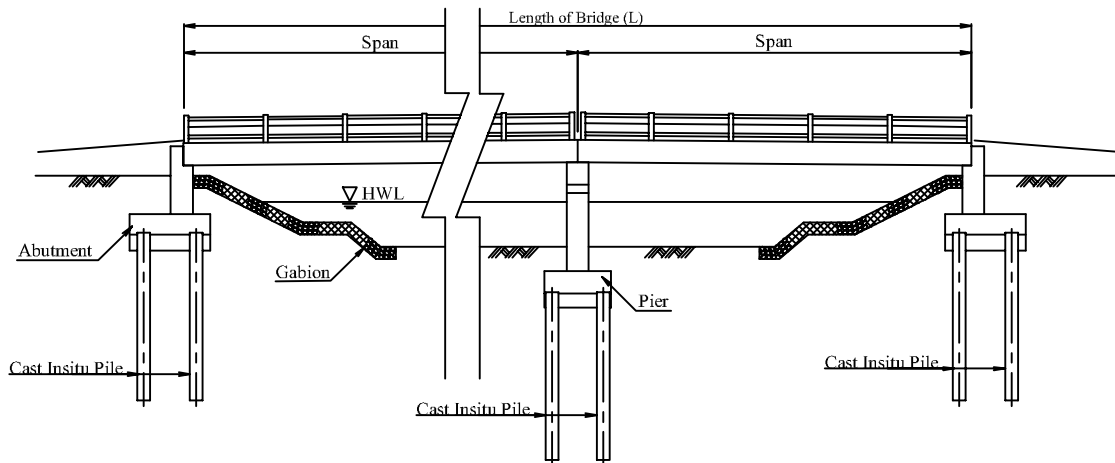 Length of Bridge (L)
Span
Span
HWL
Abutment
Gabion
Pier
Cast Insitu Pile
Cast Insitu Pile
Cast Insitu Pile